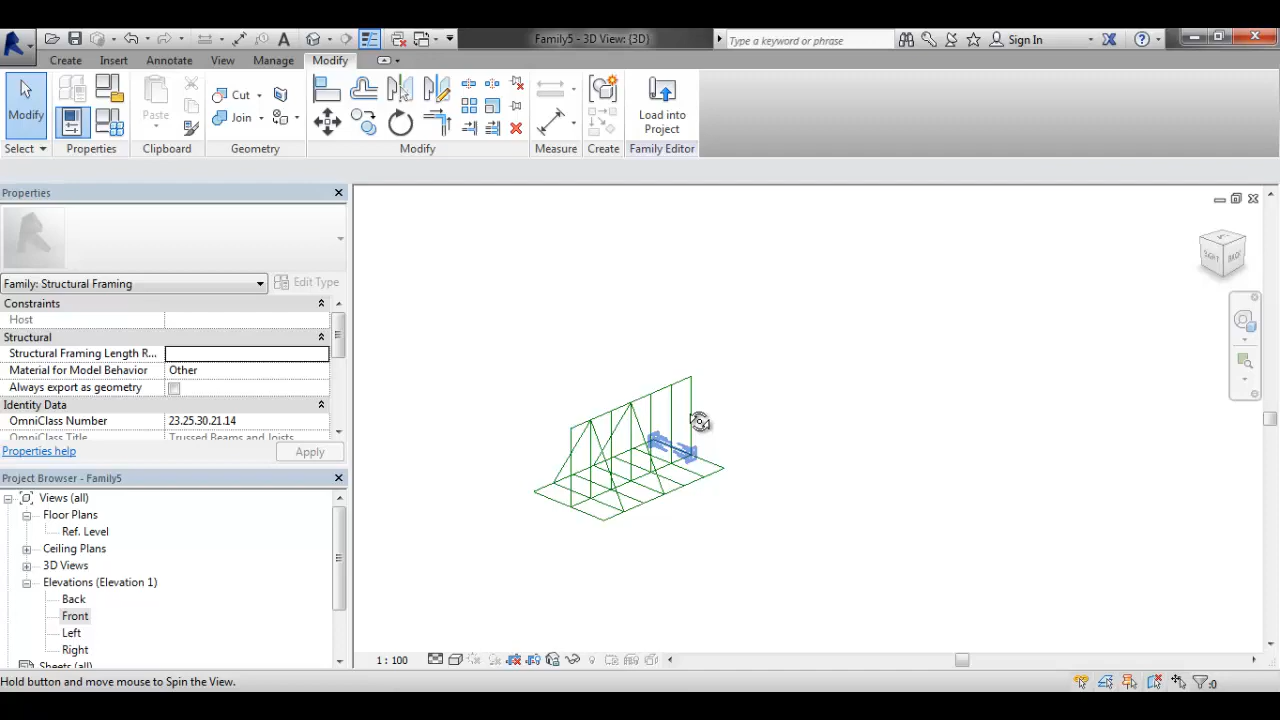 Family5 - 3D View: {3D}
Type a keyword or phrase
Sign In
Create Insert Annotate View Manage Modify
Modify
Paste
Cut
Join
Load into
Project
Select Properties Clipboard Geometry Modify Measure Create Family Editor
Properties
Family: Structural Framing
Edit Type
Constraints
Host
Structural
Structural Framing Length R...
Material for Model Behavior Other
Always export as geometry
Identity Data
OmniClass Number 23.25.30.21.14
OmniClass Title Trussed Beams and Joists
Properties help
Apply
Project Browser - Family5
Views (all)
Floor Plans
Ref. Level
Ceiling Plans
3D Views
Elevations (Elevation 1)
Back
Front
Left
Right
Sheets (all)
1 : 100
Hold button and move mouse to Spin the View.
:0